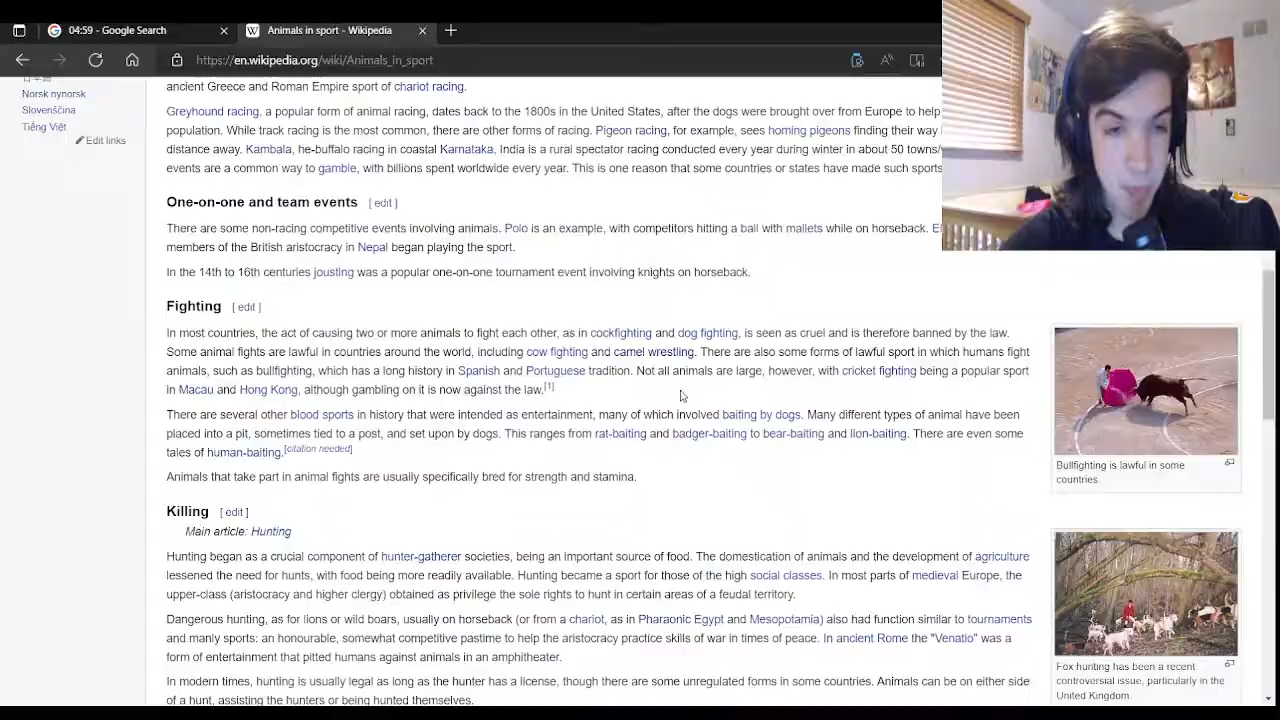 04:59 - Google Search
Animals in sport - Wikipedia
https://en.wikipedia.org/wiki/Animals_in_sport
Norsk nynorsk
Slovenščina
Tiếng Việt
Edit links
ancient Greece and Roman Empire sport of chariot racing.
Greyhound racing, a popular form of animal racing, dates back to the 1800s in the United States, after the dogs were brought over from Europe to help
population. While track racing is the most common, there are other forms of racing. Pigeon racing, for example, sees homing pigeons finding their way
distance away. Kambala, he-buffalo racing in coastal Karnataka, India is a rural spectator racing conducted every year during winter in about 50 towns/
events are a common way to gamble, with billions spent worldwide every year. This is one reason that some countries or states have made such sports
One-on-one and team events [ edit ]
There are some non-racing competitive events involving animals. Polo is an example, with competitors hitting a ball with mallets while on horseback.
members of the British aristocracy in Nepal began playing the sport.
In the 14th to 16th centuries jousting was a popular one-on-one tournament event involving knights on horseback.
Fighting [ edit ]
In most countries, the act of causing two or more animals to fight each other, as in cockfighting and dog fighting, is seen as cruel and is therefore banned by the law.
Some animal fights are lawful in countries around the world, including cow fighting and camel wrestling. There are also some forms of lawful sport in which humans fight
animals, such as bullfighting, which has a long history in Spanish and Portuguese tradition. Not all animals are large, however, with cricket fighting being a popular sport
in Macau and Hong Kong, although gambling on it is now against the law.[1]
There are several other blood sports in history that were intended as entertainment, many of which involved baiting by dogs. Many different types of animal have been
placed into a pit, sometimes tied to a post, and set upon by dogs. This ranges from rat-baiting and badger-baiting to bear-baiting and lion-baiting. There are even some
tales of human-baiting.[citation needed]
Animals that take part in animal fights are usually specifically bred for strength and stamina.
Bullfighting is lawful in some
countries.
Killing [ edit ]
Main article: Hunting
Hunting began as a crucial component of hunter-gatherer societies, being an important source of food. The domestication of animals and the development of agriculture
lessened the need for hunts, with food being more readily available. Hunting became a sport for those of the high social classes. In most parts of medieval Europe, the
upper-class (aristocracy and higher clergy) obtained as privilege the sole rights to hunt in certain areas of a feudal territory.
Dangerous hunting, as for lions or wild boars, usually on horseback (or from a chariot, as in Pharaonic Egypt and Mesopotamia) also had function similar to tournaments
and manly sports: an honourable, somewhat competitive pastime to help the aristocracy practice skills of war in times of peace. In ancient Rome the "Venatio" was a
form of entertainment that pitted humans against animals in an amphitheater.
In modern times, hunting is usually legal as long as the hunter has a license, though there are some unregulated forms in some countries. Animals can be on either side
of a hunt, assisting the hunters or being hunted themselves.
Fox hunting has been a recent
controversial issue, particularly in the
United Kingdom.